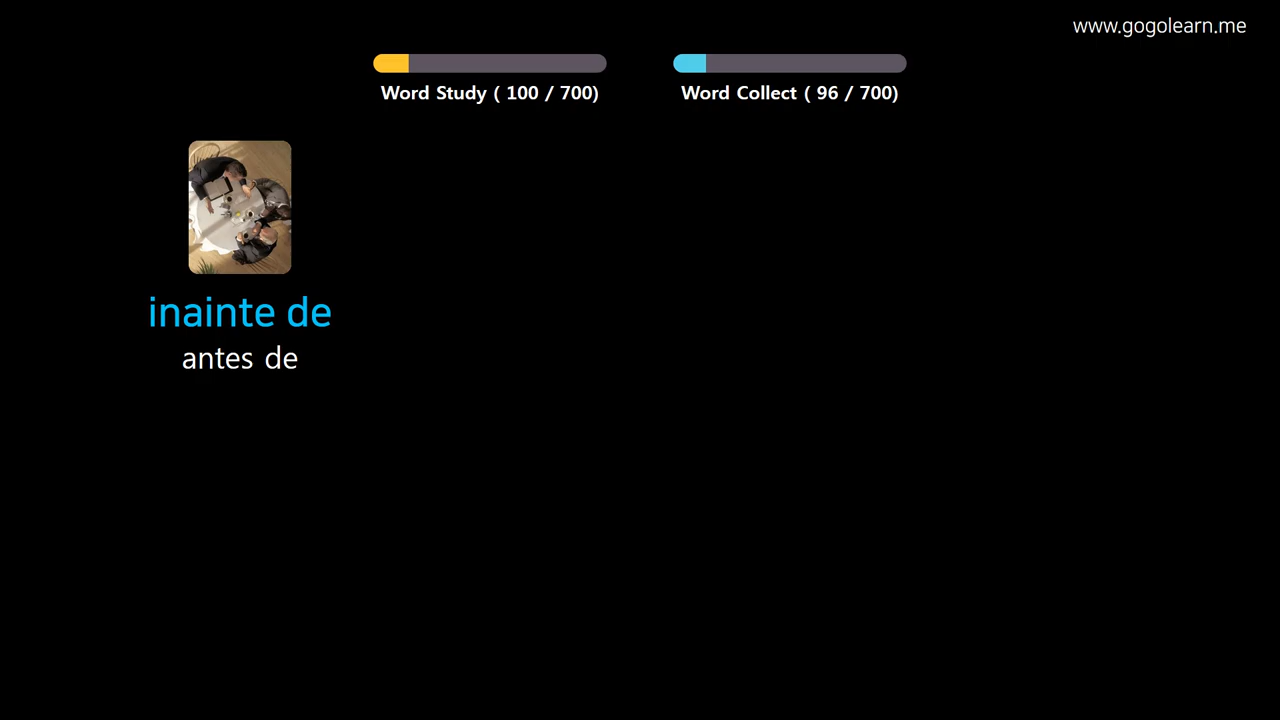 www.gogolearn.me
Word Study ( 100 / 700)
Word Collect ( 96 / 700)
inainte de
antes de